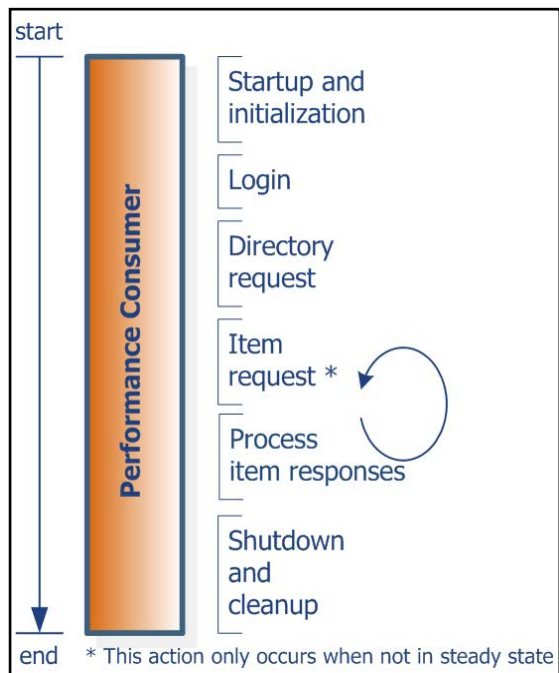 start
Performance Consumer
Startup and
initialization
Login
Directory
request
Item
request *
Process
item responses
Shutdown
and
cleanup
end
* This action only occurs when not in steady state